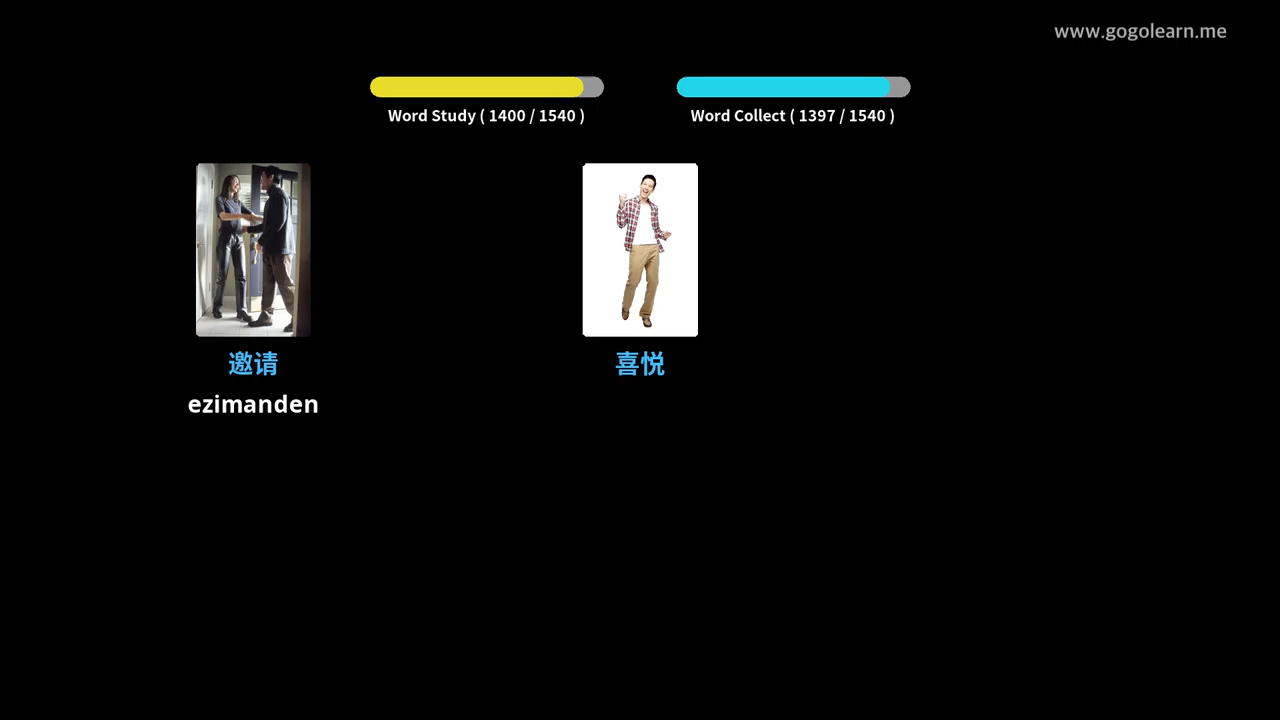 www.gogolearn.me
Word Study ( 1400 / 1540 )
Word Collect ( 1397 / 1540 )
邀请
喜悦
ezimanden